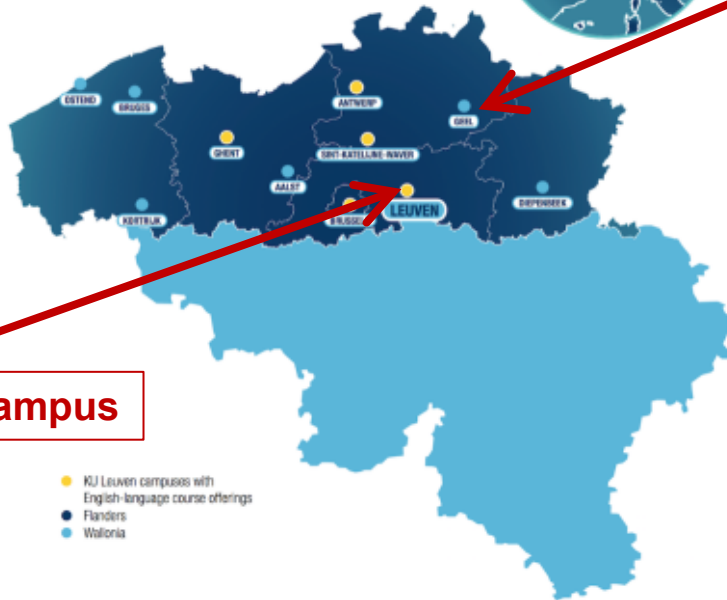 OSTEND
BRUGES
ANTWERP
GEEL
GHENT
SINT-KATELIJNE-WAVER
AALST
DIEPENBEEK
KORTRIJK
BRUSSEL
LEUVEN
ampus
KU Leuven campuses with
English-language course offerings
Flanders
Wallonia